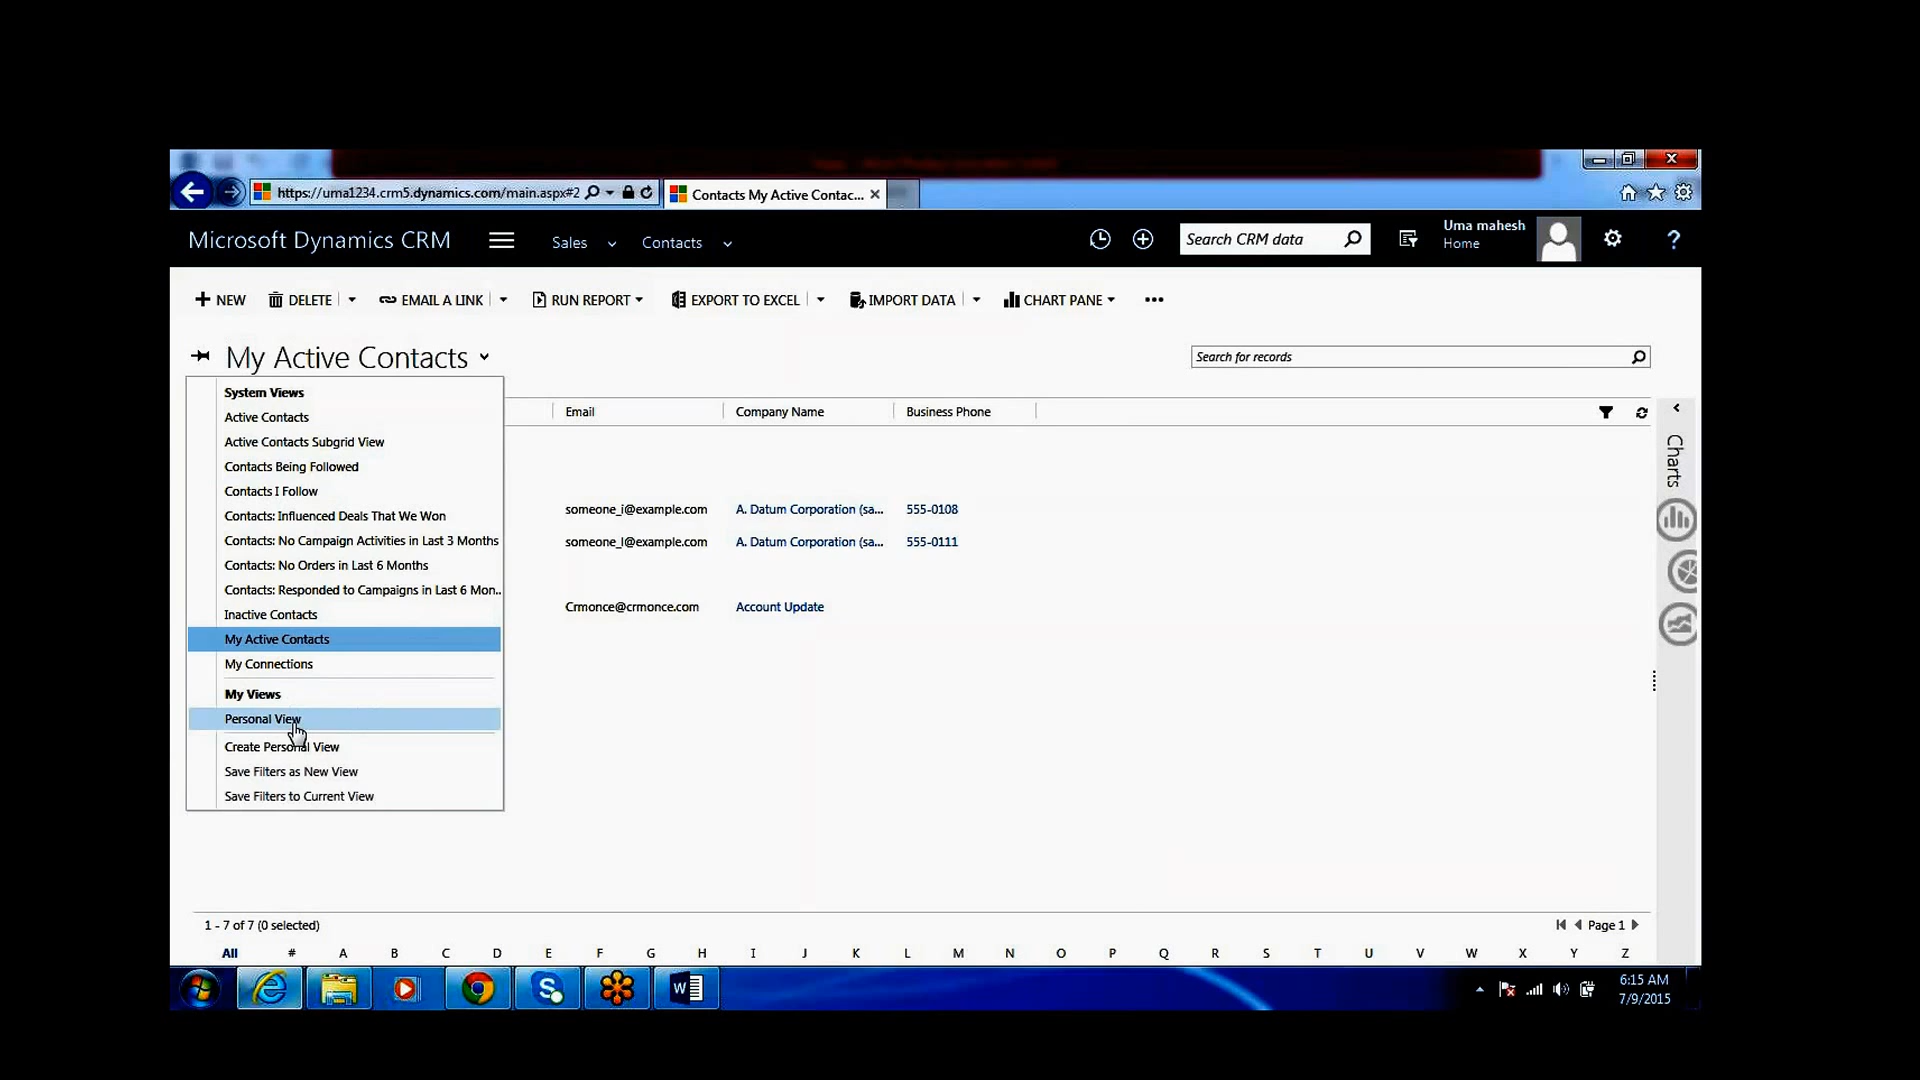 https://uma1234.crm5.dynamics.com/main.aspx#2
Contacts My Active Contac...
Microsoft Dynamics CRM
Sales
Contacts
Search CRM data
Uma mahesh
Home
?
NEW
DELETE
EMAIL A LINK
RUN REPORT
EXPORT TO EXCEL
IMPORT DATA
CHART PANE
My Active Contacts
Search for records
System Views
Active Contacts
Active Contacts Subgrid View
Contacts Being Followed
Contacts I Follow
Contacts: Influenced Deals That We Won
Contacts: No Campaign Activities in Last 3 Months
Contacts: No Orders in Last 6 Months
Contacts: Responded to Campaigns in Last 6 Mon..
Inactive Contacts
My Active Contacts
My Connections
My Views
Personal View
Create Personal View
Save Filters as New View
Save Filters to Current View
Email Company Name Business Phone
someone_i@example.com A. Datum Corporation (sa... 555-0108
someone_l@example.com A. Datum Corporation (sa... 555-0111
Crmonce@crmonce.com Account Update
Charts
1 - 7 of 7 (0 selected)
Page 1
All # A B C D E F G H I J K L M N O P Q R S T U V W X Y Z
6:15 AM
7/9/2015